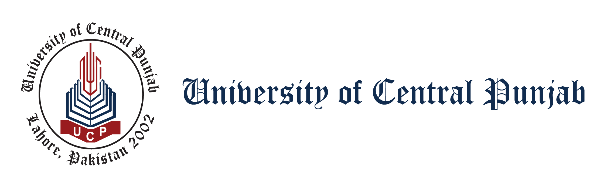 University of Central Punjab
UCP
Lahore, Pakistan 2002
University of Central Punjab